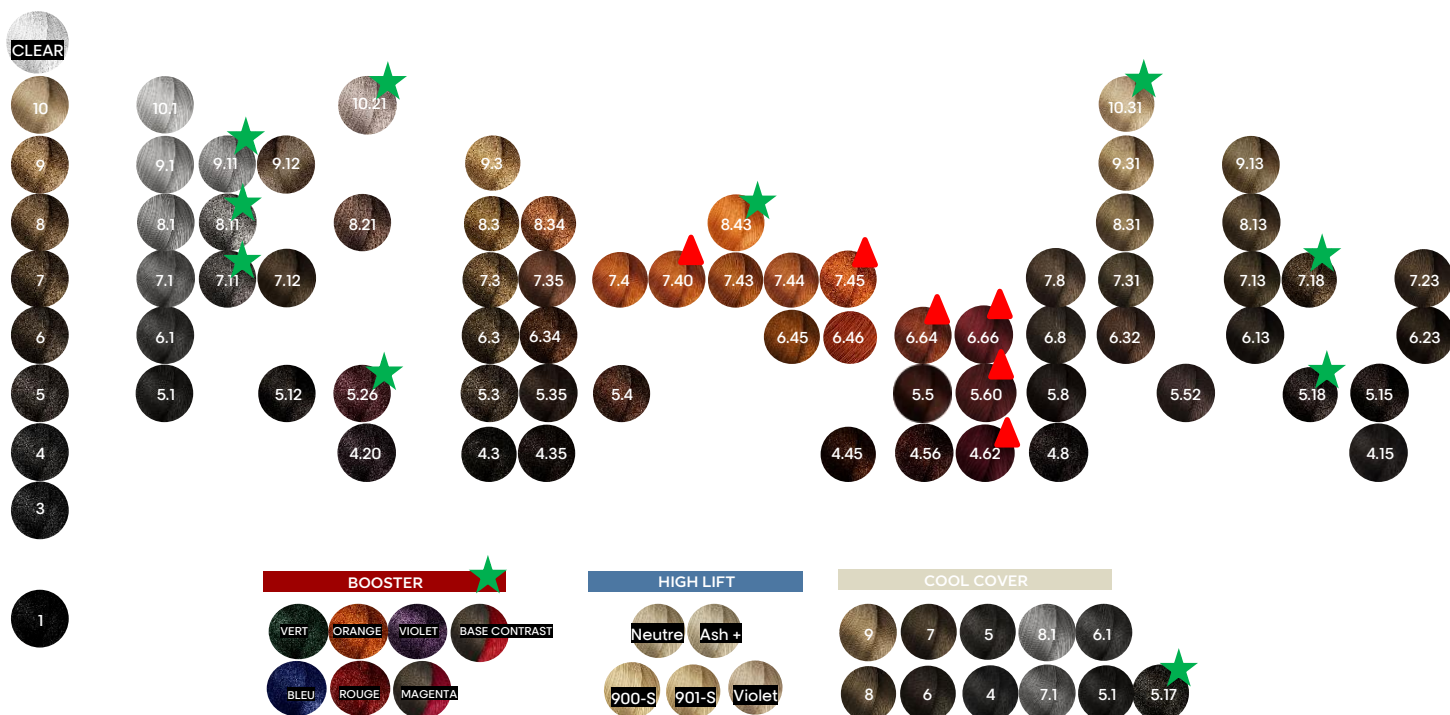 CLEAR
10 10.1 10.21 10.31
9 9.1 9.11 9.12 9.3 9.31 9.13
8 8.1 8.11 8.21 8.3 8.34 8.43 8.31 8.13
7 7.1 7.11 7.12 7.3 7.35 7.4 7.40 7.43 7.44 7.45 7.8 7.31 7.13 7.18 7.23
6 6.1 6.3 6.34 6.45 6.46 6.64 6.66 6.8 6.32 6.13 6.23
5 5.1 5.12 5.26 5.3 5.35 5.4 5.5 5.60 5.8 5.52 5.18 5.15
4 4.20 4.3 4.35 4.45 4.56 4.62 4.8 4.15
3
1
BOOSTER
VERT ORANGE VIOLET BASE CONTRAST
BLEU ROUGE MAGENTA
HIGH LIFT
Neutre Ash +
900-S 901-S Violet
COOL COVER
9 7 5 8.1 6.1
8 6 4 7.1 5.1 5.17